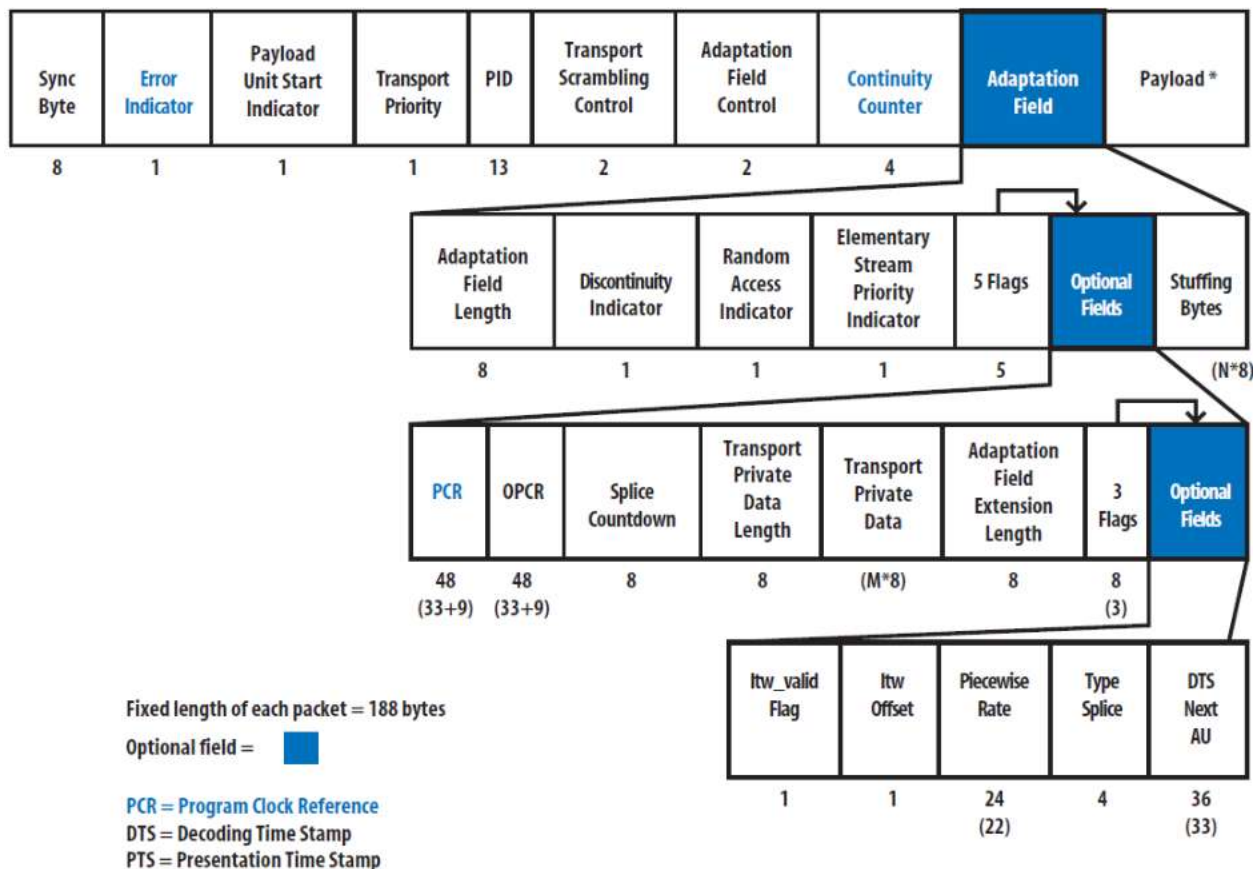 Sync
Byte
Error
Indicator
Payload
Unit Start
Indicator
Transport
Priority
PID
Transport
Scrambling
Control
Adaptation
Field
Control
Continuity
Counter
Adaptation
Field
Payload *
8
1
1
1
13
2
2
4
Adaptation
Field
Length
Discontinuity
Indicator
Random
Access
Indicator
Elementary
Stream
Priority
Indicator
5 Flags
Optional
Fields
Stuffing
Bytes
8
1
1
1
5
(N*8)
PCR
OPCR
Splice
Countdown
Transport
Private
Data
Length
Transport
Private
Data
Adaptation
Field
Extension
Length
3
Flags
Optional
Fields
48
(33+9)
48
(33+9)
8
8
(M*8)
8
8
(3)
ltw_valid
Flag
ltw
Offset
Piecewise
Rate
Type
Splice
DTS
Next
AU
1
1
24
(22)
4
36
(33)
Fixed length of each packet = 188 bytes
Optional field =
PCR = Program Clock Reference
DTS = Decoding Time Stamp
PTS = Presentation Time Stamp